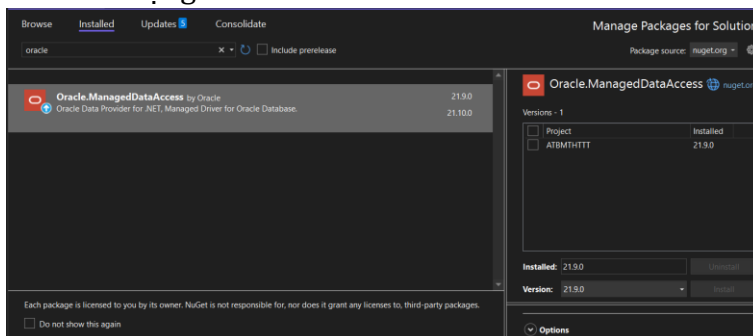 Browse Installed Updates 5 Consolidate
Manage Packages for Solution
oracle
Include prerelease
Package source: nuget.org
Oracle.ManagedDataAccess by Oracle 21.9.0
Oracle Data Provider for .NET, Managed Driver for Oracle Database. 21.10.0
Oracle.ManagedDataAccess
Versions - 1
Project Installed
ATBMTHTTT 21.9.0
Installed: 21.9.0 Uninstall
Version: 21.9.0 Install
Each package is licensed to you by its owner. NuGet is not responsible for, nor does it grant any licenses to, third-party packages.
Do not show this again
Options